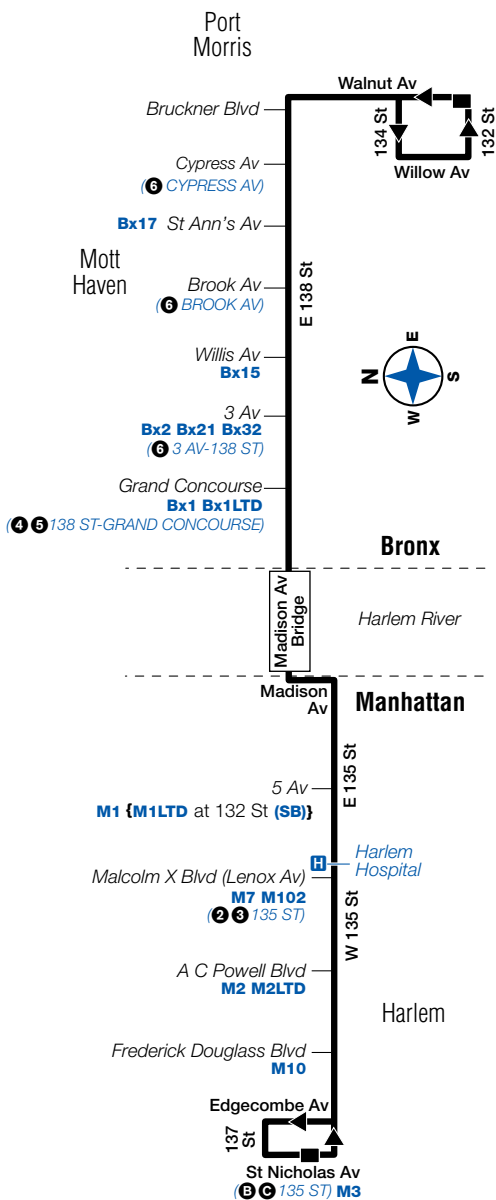 Port
Morris
Walnut Av
Bruckner Blvd
134 St
132 St
Cypress Av
Willow Av
(6 CYPRESS AV)
Bx17 St Ann's Av
Mott
Haven
Brook Av
(6 BROOK AV)
E 138 St
Willis Av
Bx15
E
N
S
W
3 Av
Bx2 Bx21 Bx32
(6 3 AV-138 ST)
Grand Concourse
Bx1 Bx1LTD
(4 5 138 ST-GRAND CONCOURSE)
Bronx
Madison Av
Bridge
Harlem River
Madison
Av
Manhattan
E 135 St
5 Av
M1 {M1LTD at 132 St (SB)}
H
Harlem
Hospital
Malcolm X Blvd (Lenox Av)
M7 M102
(2 3 135 ST)
W 135 St
A C Powell Blvd
M2 M2LTD
Harlem
Frederick Douglass Blvd
M10
Edgecombe Av
137
St
St Nicholas Av
(B C 135 ST) M3